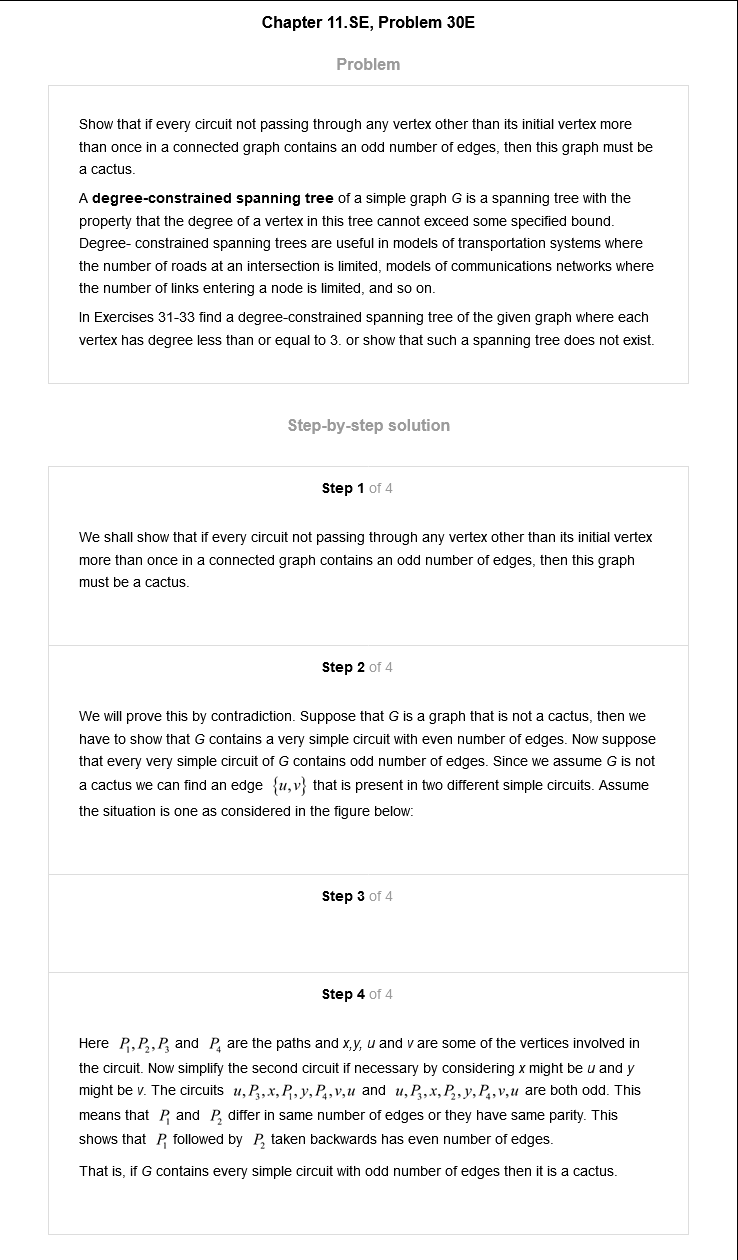 Chapter 11.SE, Problem 30E
Problem
Show that if every circuit not passing through any vertex other than its initial vertex more
than once in a connected graph contains an odd number of edges, then this graph must be
a cactus.
A degree-constrained spanning tree of a simple graph G is a spanning tree with the
property that the degree of a vertex in this tree cannot exceed some specified bound.
Degree- constrained spanning trees are useful in models of transportation systems where
the number of roads at an intersection is limited, models of communications networks where
the number of links entering a node is limited, and so on.
In Exercises 31-33 find a degree-constrained spanning tree of the given graph where each
vertex has degree less than or equal to 3. or show that such a spanning tree does not exist.
Step-by-step solution
Step 1 of 4
We shall show that if every circuit not passing through any vertex other than its initial vertex
more than once in a connected graph contains an odd number of edges, then this graph
must be a cactus.
Step 2 of 4
We will prove this by contradiction. Suppose that G is a graph that is not a cactus, then we
have to show that G contains a very simple circuit with even number of edges. Now suppose
that every very simple circuit of G contains odd number of edges. Since we assume G is not
a cactus we can find an edge {u,v} that is present in two different simple circuits. Assume
the situation is one as considered in the figure below:
Step 3 of 4
Step 4 of 4
Here P₁,P₂,P₃ and P₄ are the paths and x,y, u and v are some of the vertices involved in
the circuit. Now simplify the second circuit if necessary by considering x might be u and y
might be v. The circuits u,P₃,x,P₁,y,P₄,v,u and u,P₃,x,P₂,y,P₄,v,u are both odd. This
means that P₁ and P₂ differ in same number of edges or they have same parity. This
shows that P₁ followed by P₂ taken backwards has even number of edges.
That is, if G contains every simple circuit with odd number of edges then it is a cactus.